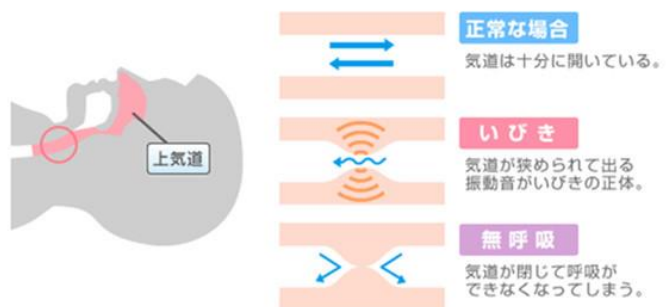 上気道
正常な場合
気道は十分に開いている。
いびき
気道が狭められて出る
振動音がいびきの正体。
無呼吸
気道が閉じて呼吸が
できなくなってしまう。